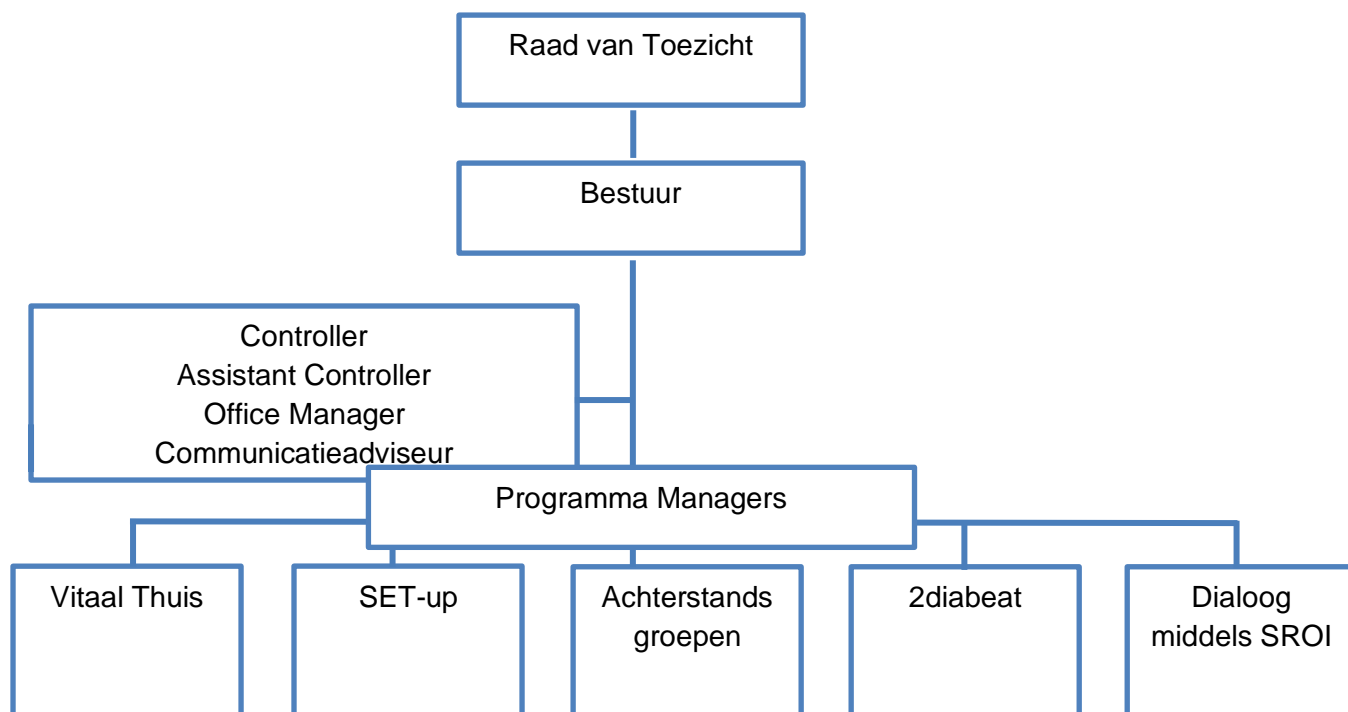 Raad van Toezicht
Bestuur
Controller
Assistant Controller
Office Manager
Communicatieadviseur
Programma Managers
Vitaal Thuis
SET-up
Achterstands
groepen
2diabeat
Dialoog
middels SROI